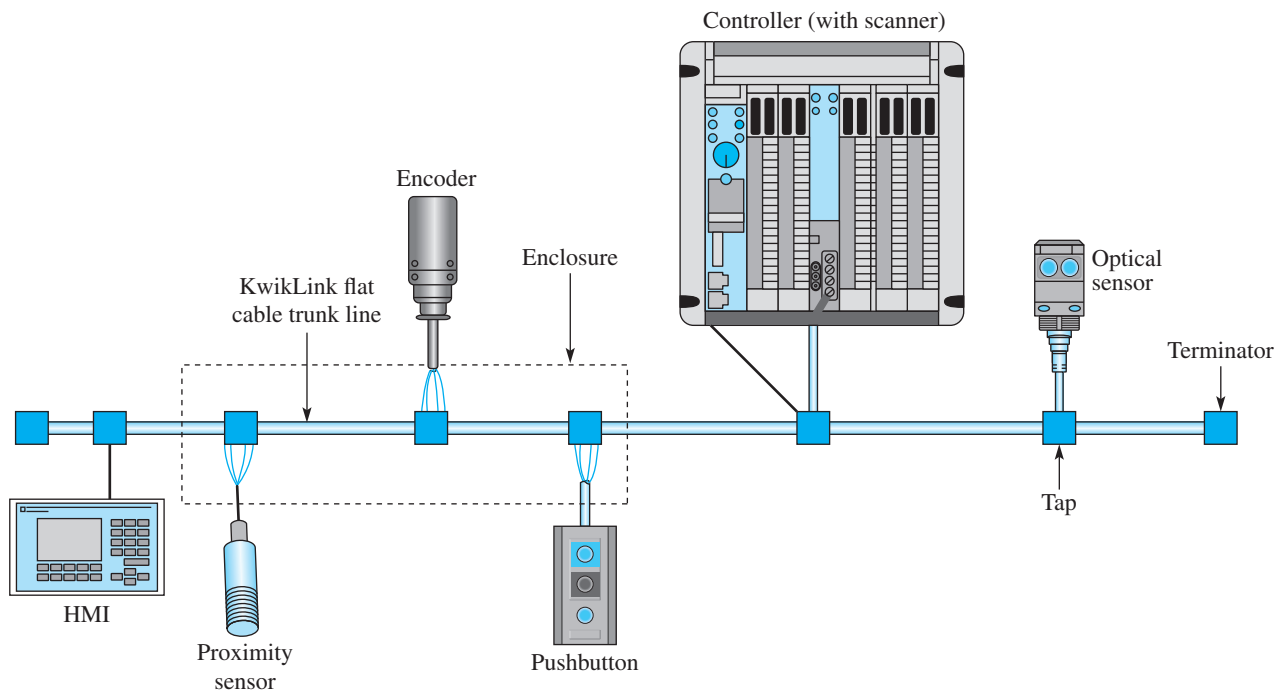 Controller (with scanner)
Encoder
Enclosure
KwikLink flat
cable trunk line
Optical
sensor
Terminator
Tap
HMI
Proximity
sensor
Pushbutton